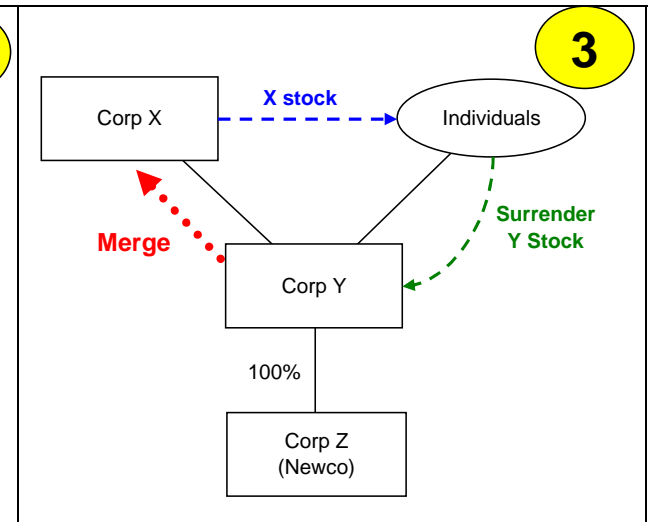 3
Corp X
X stock
Individuals
Merge
Surrender
Y Stock
Corp Y
100%
Corp Z
(Newco)